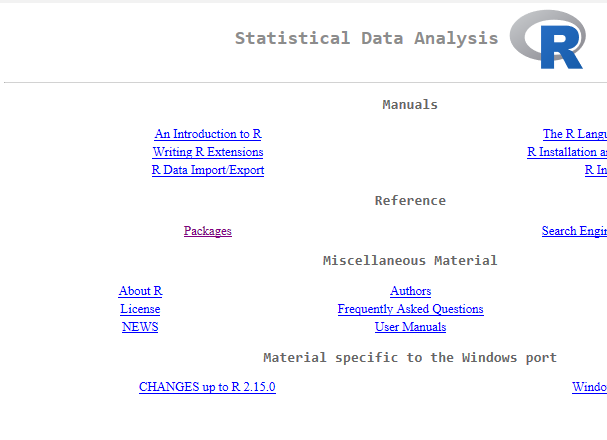 Statistical Data Analysis R
Manuals
An Introduction to R The R Langu
Writing R Extensions R Installation a
R Data Import/Export R In
Reference
Packages Search Engin
Miscellaneous Material
About R Authors
License Frequently Asked Questions
NEWS User Manuals
Material specific to the Windows port
CHANGES up to R 2.15.0 Windo